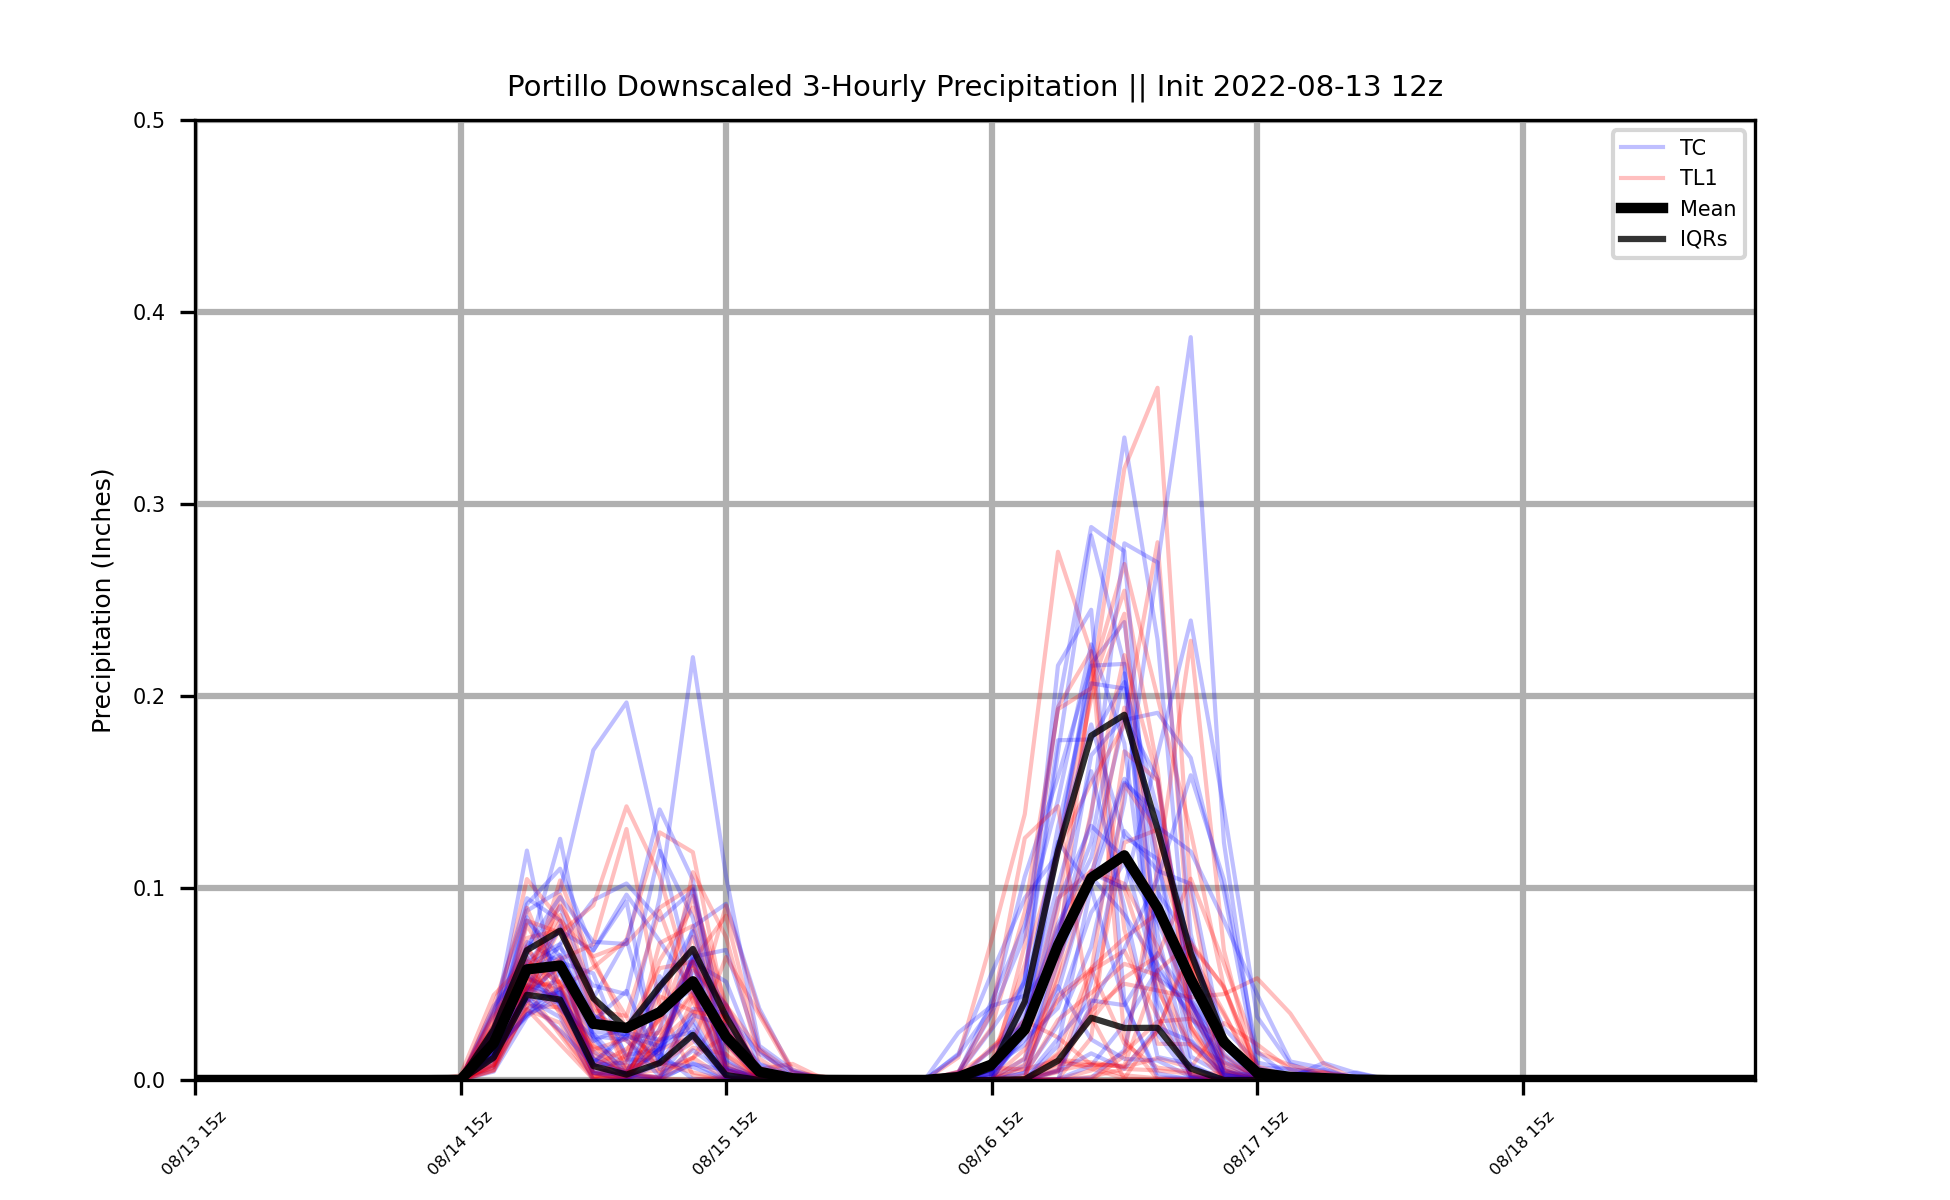 Portillo Downscaled 3-Hourly Precipitation || Init 2022-08-13 12z
0.5
0.4
0.3
0.2
0.1
0.0
Precipitation (Inches)
TC
TL1
Mean
IQRs
08/13 15z
08/14 15z
08/15 15z
08/16 15z
08/17 15z
08/18 15z